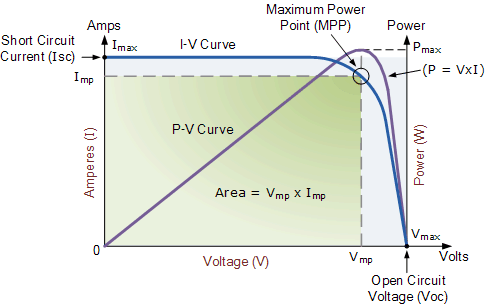 Maximum Power
Point (MPP)
Amps
Power
Short Circuit
Current (Isc)
Imax
I-V Curve
Pmax
Imp
(P = VxI)
P-V Curve
Amperes (I)
Power (W)
Area = Vmp x Imp
Vmax
0
Voltage (V)
Vmp
Volts
Open Circuit
Voltage (Voc)